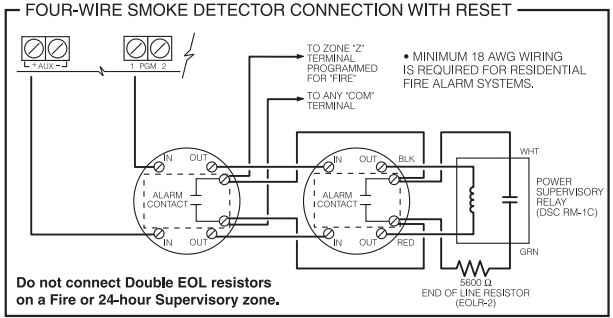 FOUR-WIRE SMOKE DETECTOR CONNECTION WITH RESET
+ AUX -
1 PGM 2
TO ZONE "Z"
TERMINAL
PROGRAMMED
FOR "FIRE"
TO ANY "COM"
TERMINAL
• MINIMUM 18 AWG WIRING
IS REQUIRED FOR RESIDENTIAL
FIRE ALARM SYSTEMS.
IN
OUT
ALARM
CONTACT
IN
OUT
IN
OUT
ALARM
CONTACT
IN
OUT
BLK
RED
WHT
POWER
SUPERVISORY
RELAY
(DSC RM-1C)
GRN
5600 Ω
END OF LINE RESISTOR
(EOLR-2)
Do not connect Double EOL resistors
on a Fire or 24-hour Supervisory zone.